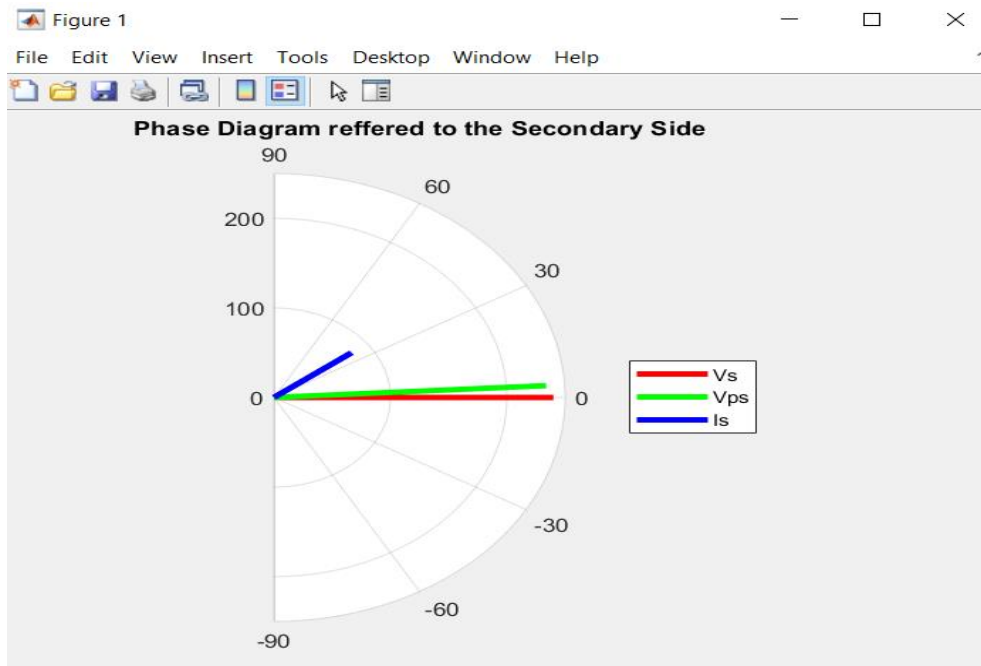 Figure 1
File Edit View Insert Tools Desktop Window Help
Phase Diagram reffered to the Secondary Side
90
60
200
30
100
0
0
Vs
Vps
Is
-30
-60
-90